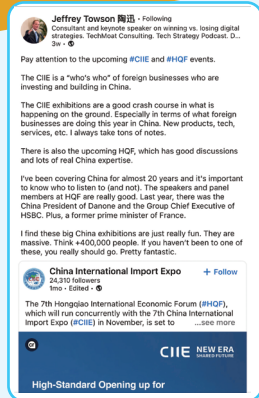 Jeffrey Towson 陶迅 • Following
Consultant and keynote speaker on winning vs. losing digital
strategies. TechMoat Consulting. Tech Strategy Podcast. D...
3w •
Pay attention to the upcoming #CIIE and #HQF events.
The CIIE is a "who's who" of foreign businesses who are
investing and building in China.
The CIIE exhibitions are a good crash course in what is
happening on the ground. Especially in terms of what foreign
businesses are doing this year in China. New products, tech,
services, etc. I always take tons of notes.
There is also the upcoming HQF, which has good discussions
and lots of real China expertise.
I've been covering China for almost 20 years and it's important
to know who to listen to (and not). The speakers and panel
members at HQF are really good. Last year, there was the
China President of Danone and the Group Chief Executive of
HSBC. Plus, a former prime minister of France.
I find these big China exhibitions are just really fun. They are
massive. Think +400,000 people. If you haven't been to one of
these, you really should go. Pretty fantastic.
China International Import Expo
+ Follow
24,310 followers
1mo • Edited •
The 7th Hongqiao International Economic Forum (#HQF),
which will run concurrently with the 7th China International
Import Expo (#CIIE) in November, is set to ...see more
CIIE NEW ERA
SHARED FUTURE
High-Standard Opening up for